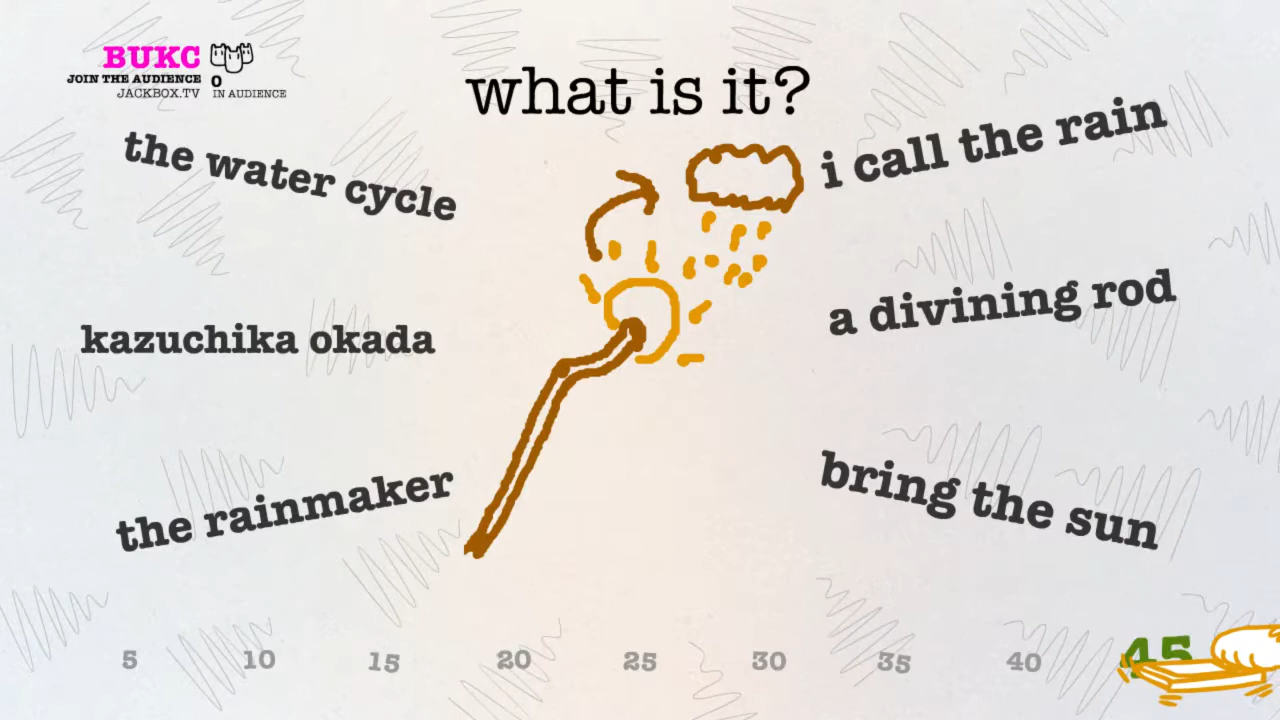 BUKC
JOIN THE AUDIENCE
JACKBOX.TV
0
IN AUDIENCE
what is it?
the water cycle
i call the rain
kazuchika okada
a divining rod
the rainmaker
bring the sun
5 10 15 20 25 30 35 40 45